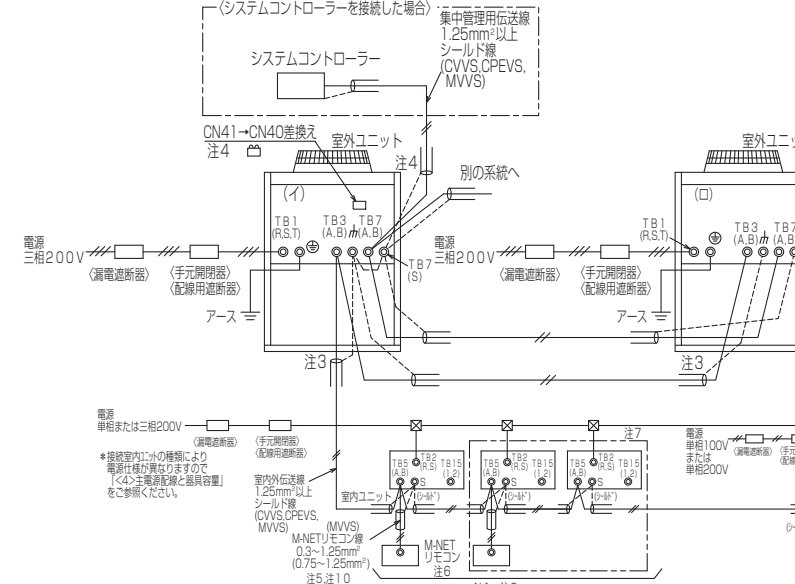 〈システムコントローラーを接続した場合〉
集中管理用伝送線
1.25mm²以上
シールド線
(CVVS,CPEVS,
MVVS)
システムコントローラー
CN41→CN40差換え
注4
室外ユニット
注4
別の系統へ
(イ)
TB1
(R,S,T)
TB3
(A,B)
TB7
(A,B)
TB7
(S)
電源
三相200V
〈漏電遮断器〉
〈手元開閉器〉
〈配線用遮断器〉
アース
注3
電源
三相200V
〈漏電遮断器〉
〈手元開閉器〉
〈配線用遮断器〉
アース
室外ユニ
(ロ)
TB1
(R,S,T)
TB3
(A,B)
TB7
(A,B
注3
電源
単相または三相200V
〈漏電遮断器〉
〈手元開閉器〉
〈配線用遮断器〉
*接続室内ユニットの種類により
電源仕様が異なりますので
「<4>主電源配線と器具容量」
をご参照ください。
室内外伝送線
1.25mm²以上
シールド線
(CVVS,CPEVS,
MVVS)
室内ユニット
TB5
(A,B)
TB2
(R,S)
TB15
(1,2)
S
(シールド)
TB5
(A,B)
TB2
(R,S)
TB15
(1,2)
S
(シールド)
注7
TB5
(A,B)
TB2
(R,S)
TB15
(1,2)
S
(シールド)
電源
単相100V
または
単相200V
〈漏電遮断器〉
(MVVS)
M-NETリモコン線
0.3~1.25mm²
(0.75~1.25mm²)
注5,注10
M-NET
リモコン
注6